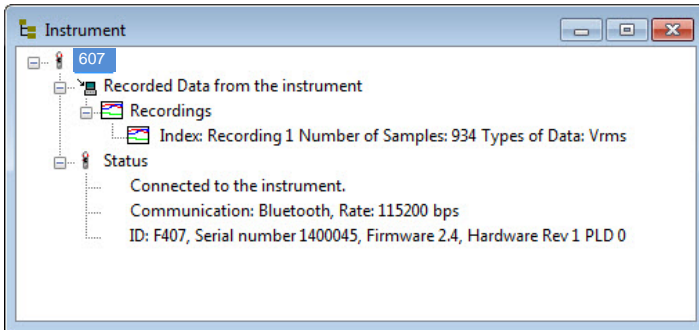 Instrument
607
Recorded Data from the instrument
Recordings
Index: Recording 1 Number of Samples: 934 Types of Data: Vrms
Status
Connected to the instrument.
Communication: Bluetooth, Rate: 115200 bps
ID: F407, Serial number 1400045, Firmware 2.4, Hardware Rev 1 PLD 0